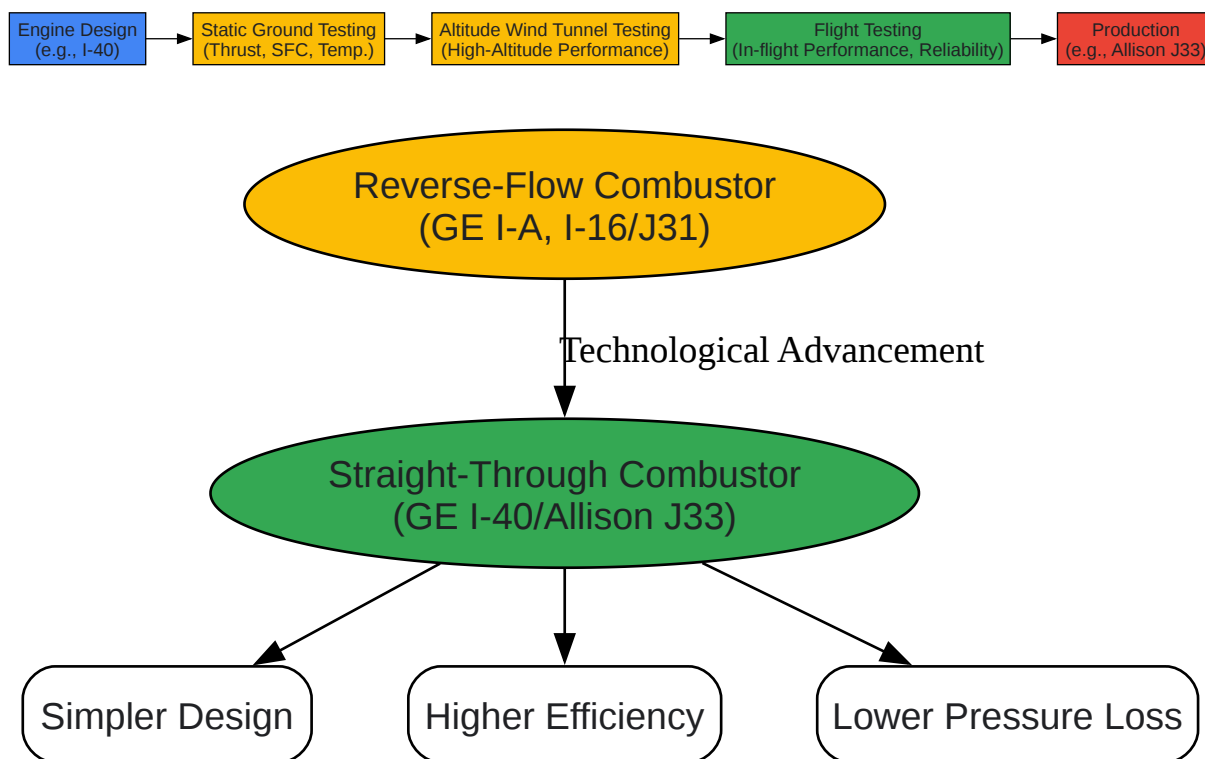 Engine Design
(e.g., I-40)
Static Ground Testing
(Thrust, SFC, Temp.)
Altitude Wind Tunnel Testing
(High-Altitude Performance)
Flight Testing
(In-flight Performance, Reliability)
Production
(e.g., Allison J33)
Reverse-Flow Combustor
(GE I-A, I-16/J31)
Technological Advancement
Straight-Through Combustor
(GE I-40/Allison J33)
Simpler Design
Higher Efficiency
Lower Pressure Loss